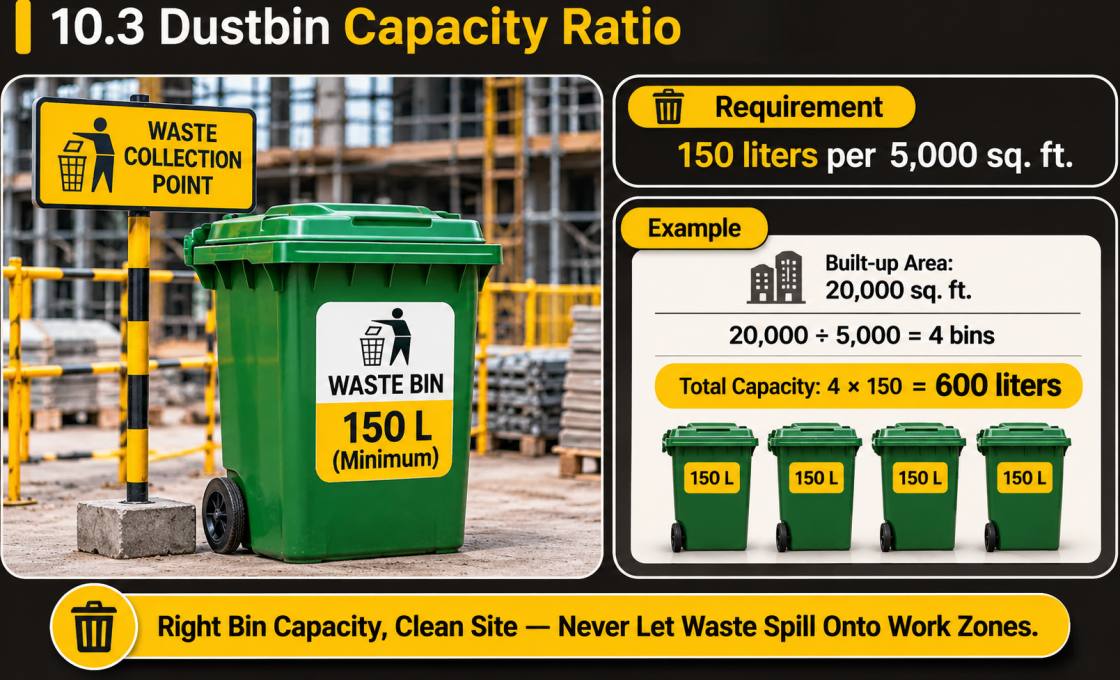 10.3 Dustbin Capacity Ratio
WASTE
COLLECTION
POINT
WASTE BIN
150 L
(Minimum)
Requirement
150 liters per 5,000 sq. ft.
Example
Built-up Area:
20,000 sq. ft.
20,000 ÷ 5,000 = 4 bins
Total Capacity: 4 × 150 = 600 liters
150 L
150 L
150 L
150 L
Right Bin Capacity, Clean Site — Never Let Waste Spill Onto Work Zones.